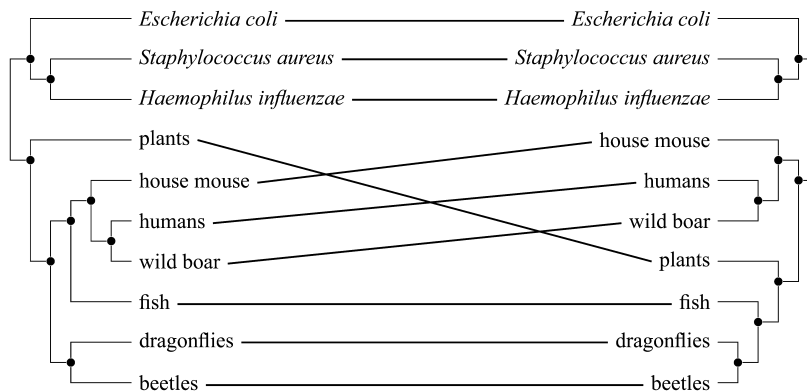 Escherichia coli Escherichia coli
Staphylococcus aureus Staphylococcus aureus
Haemophilus influenzae Haemophilus influenzae
plants house mouse
house mouse humans
humans wild boar
wild boar plants
fish fish
dragonflies dragonflies
beetles beetles